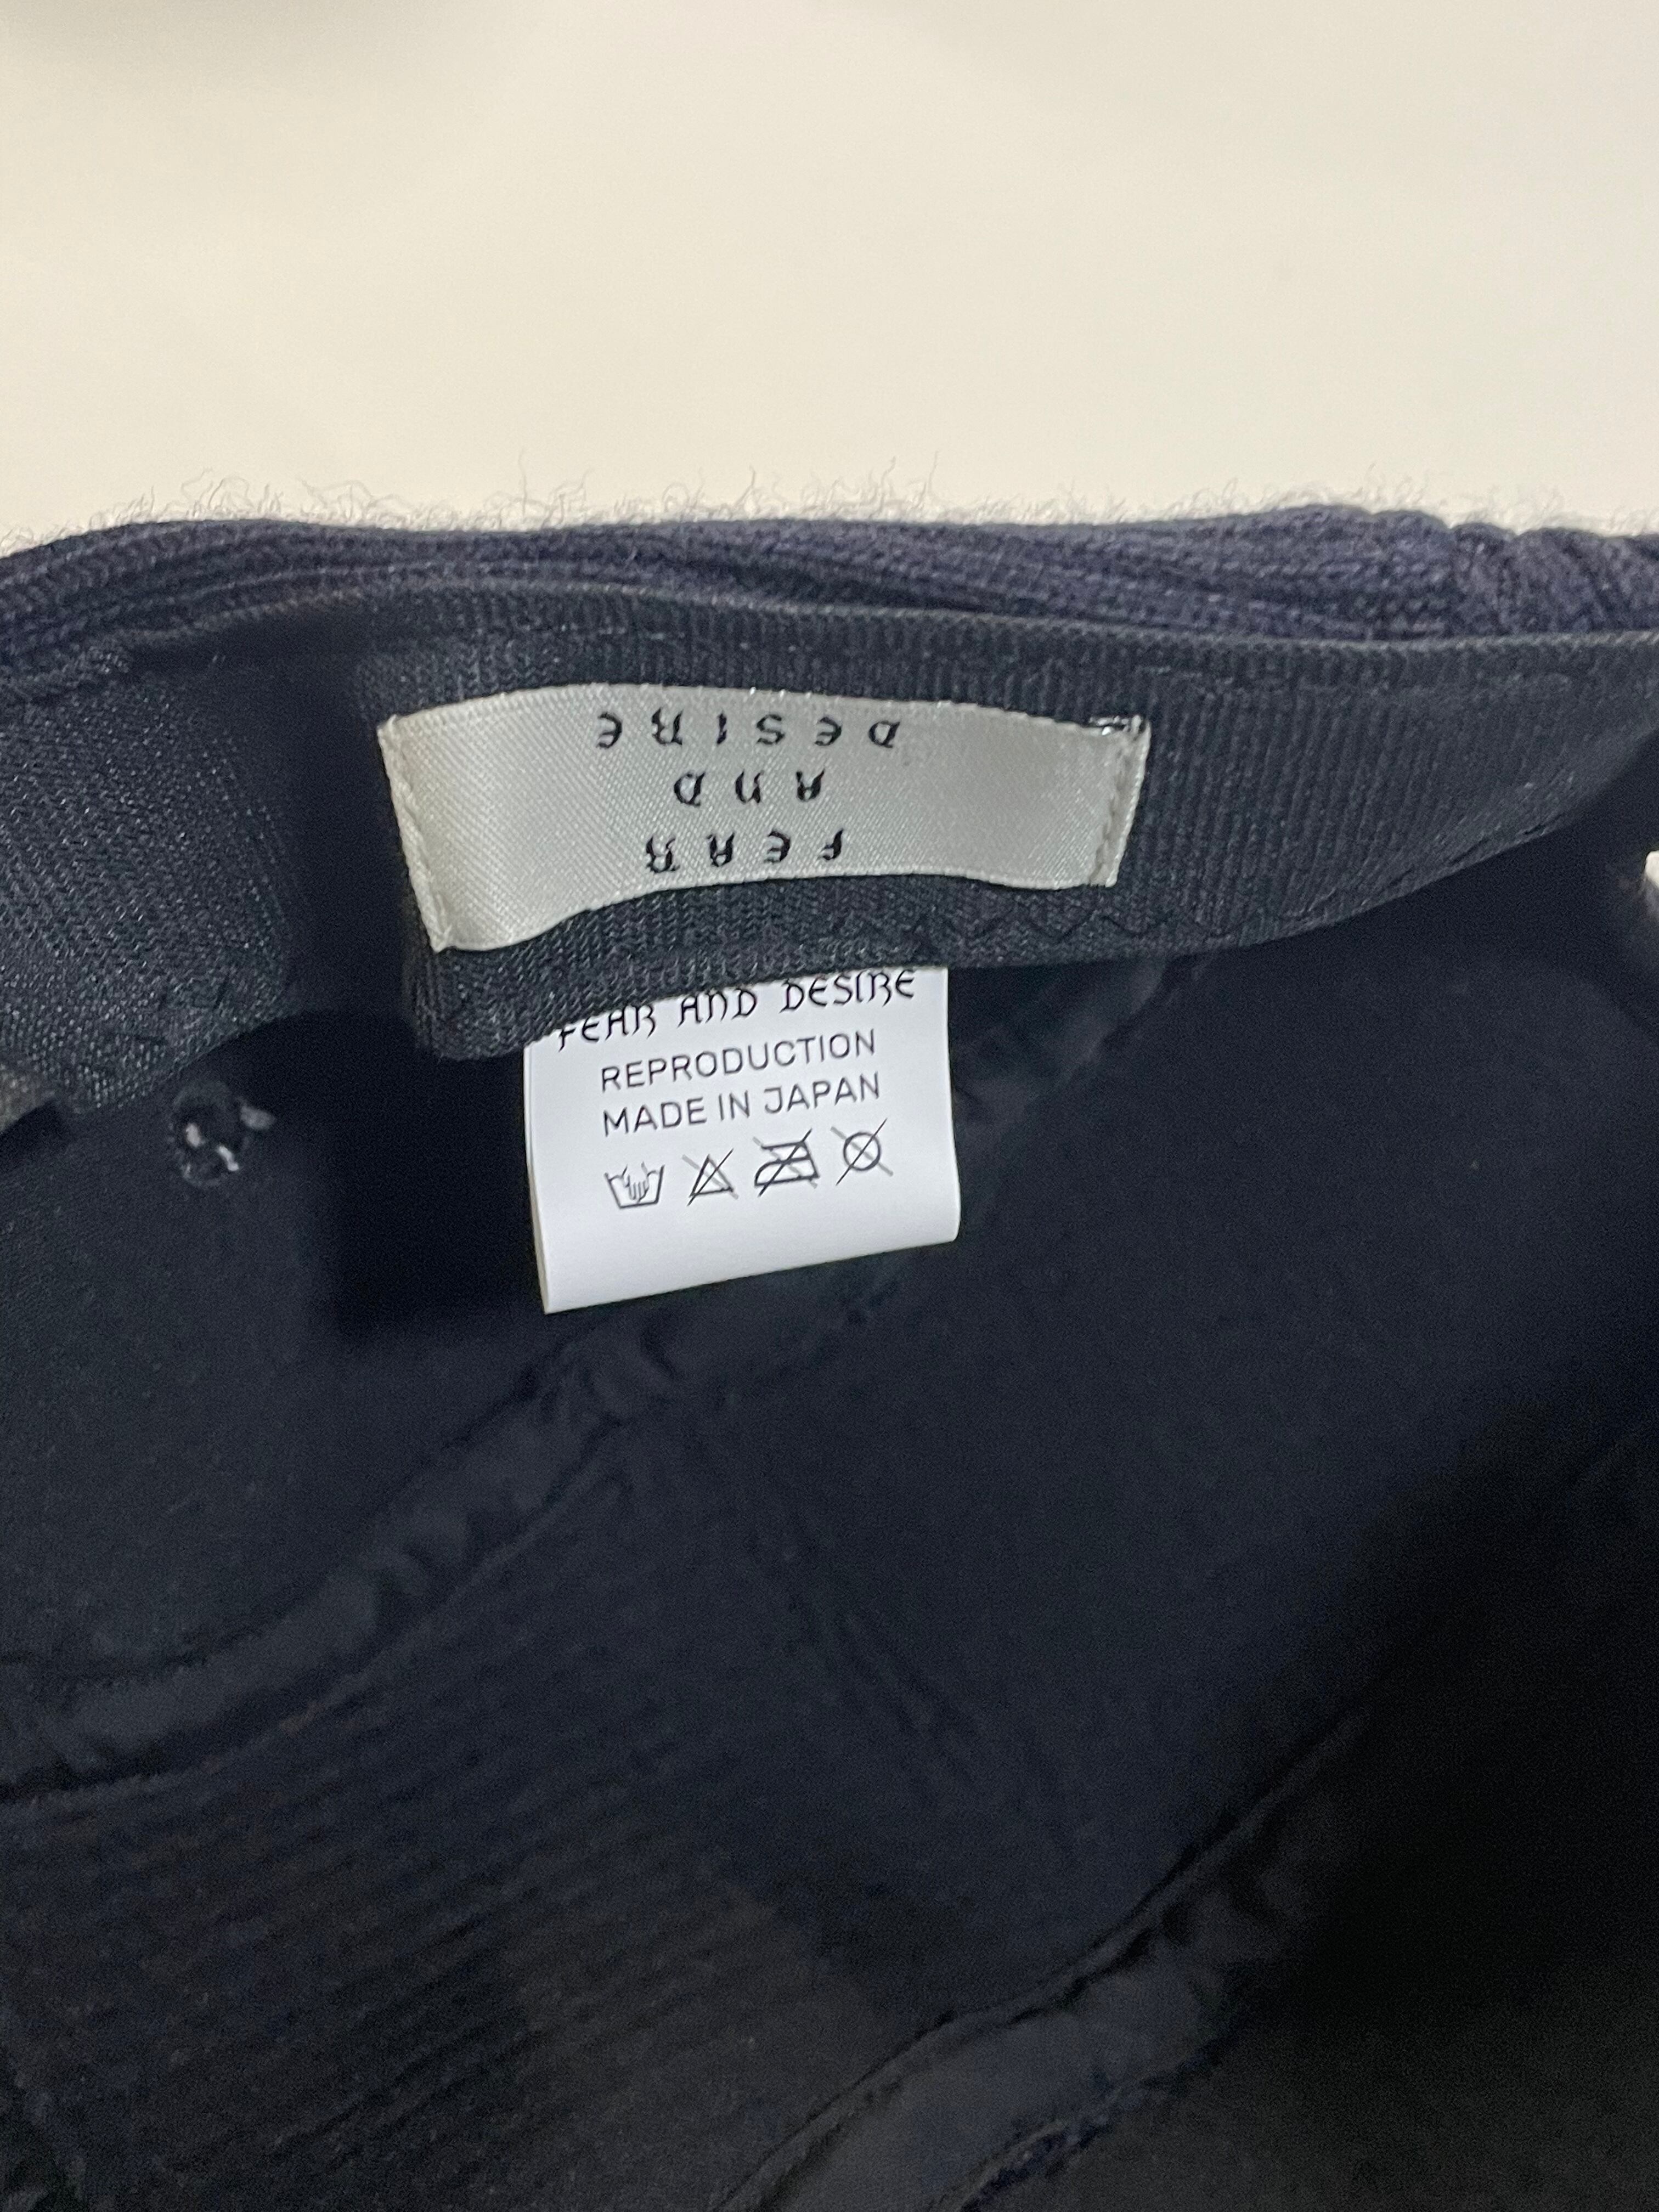 FEAR
AND
DESIRE
FEAR AND DESIRE
REPRODUCTION
MADE IN JAPAN